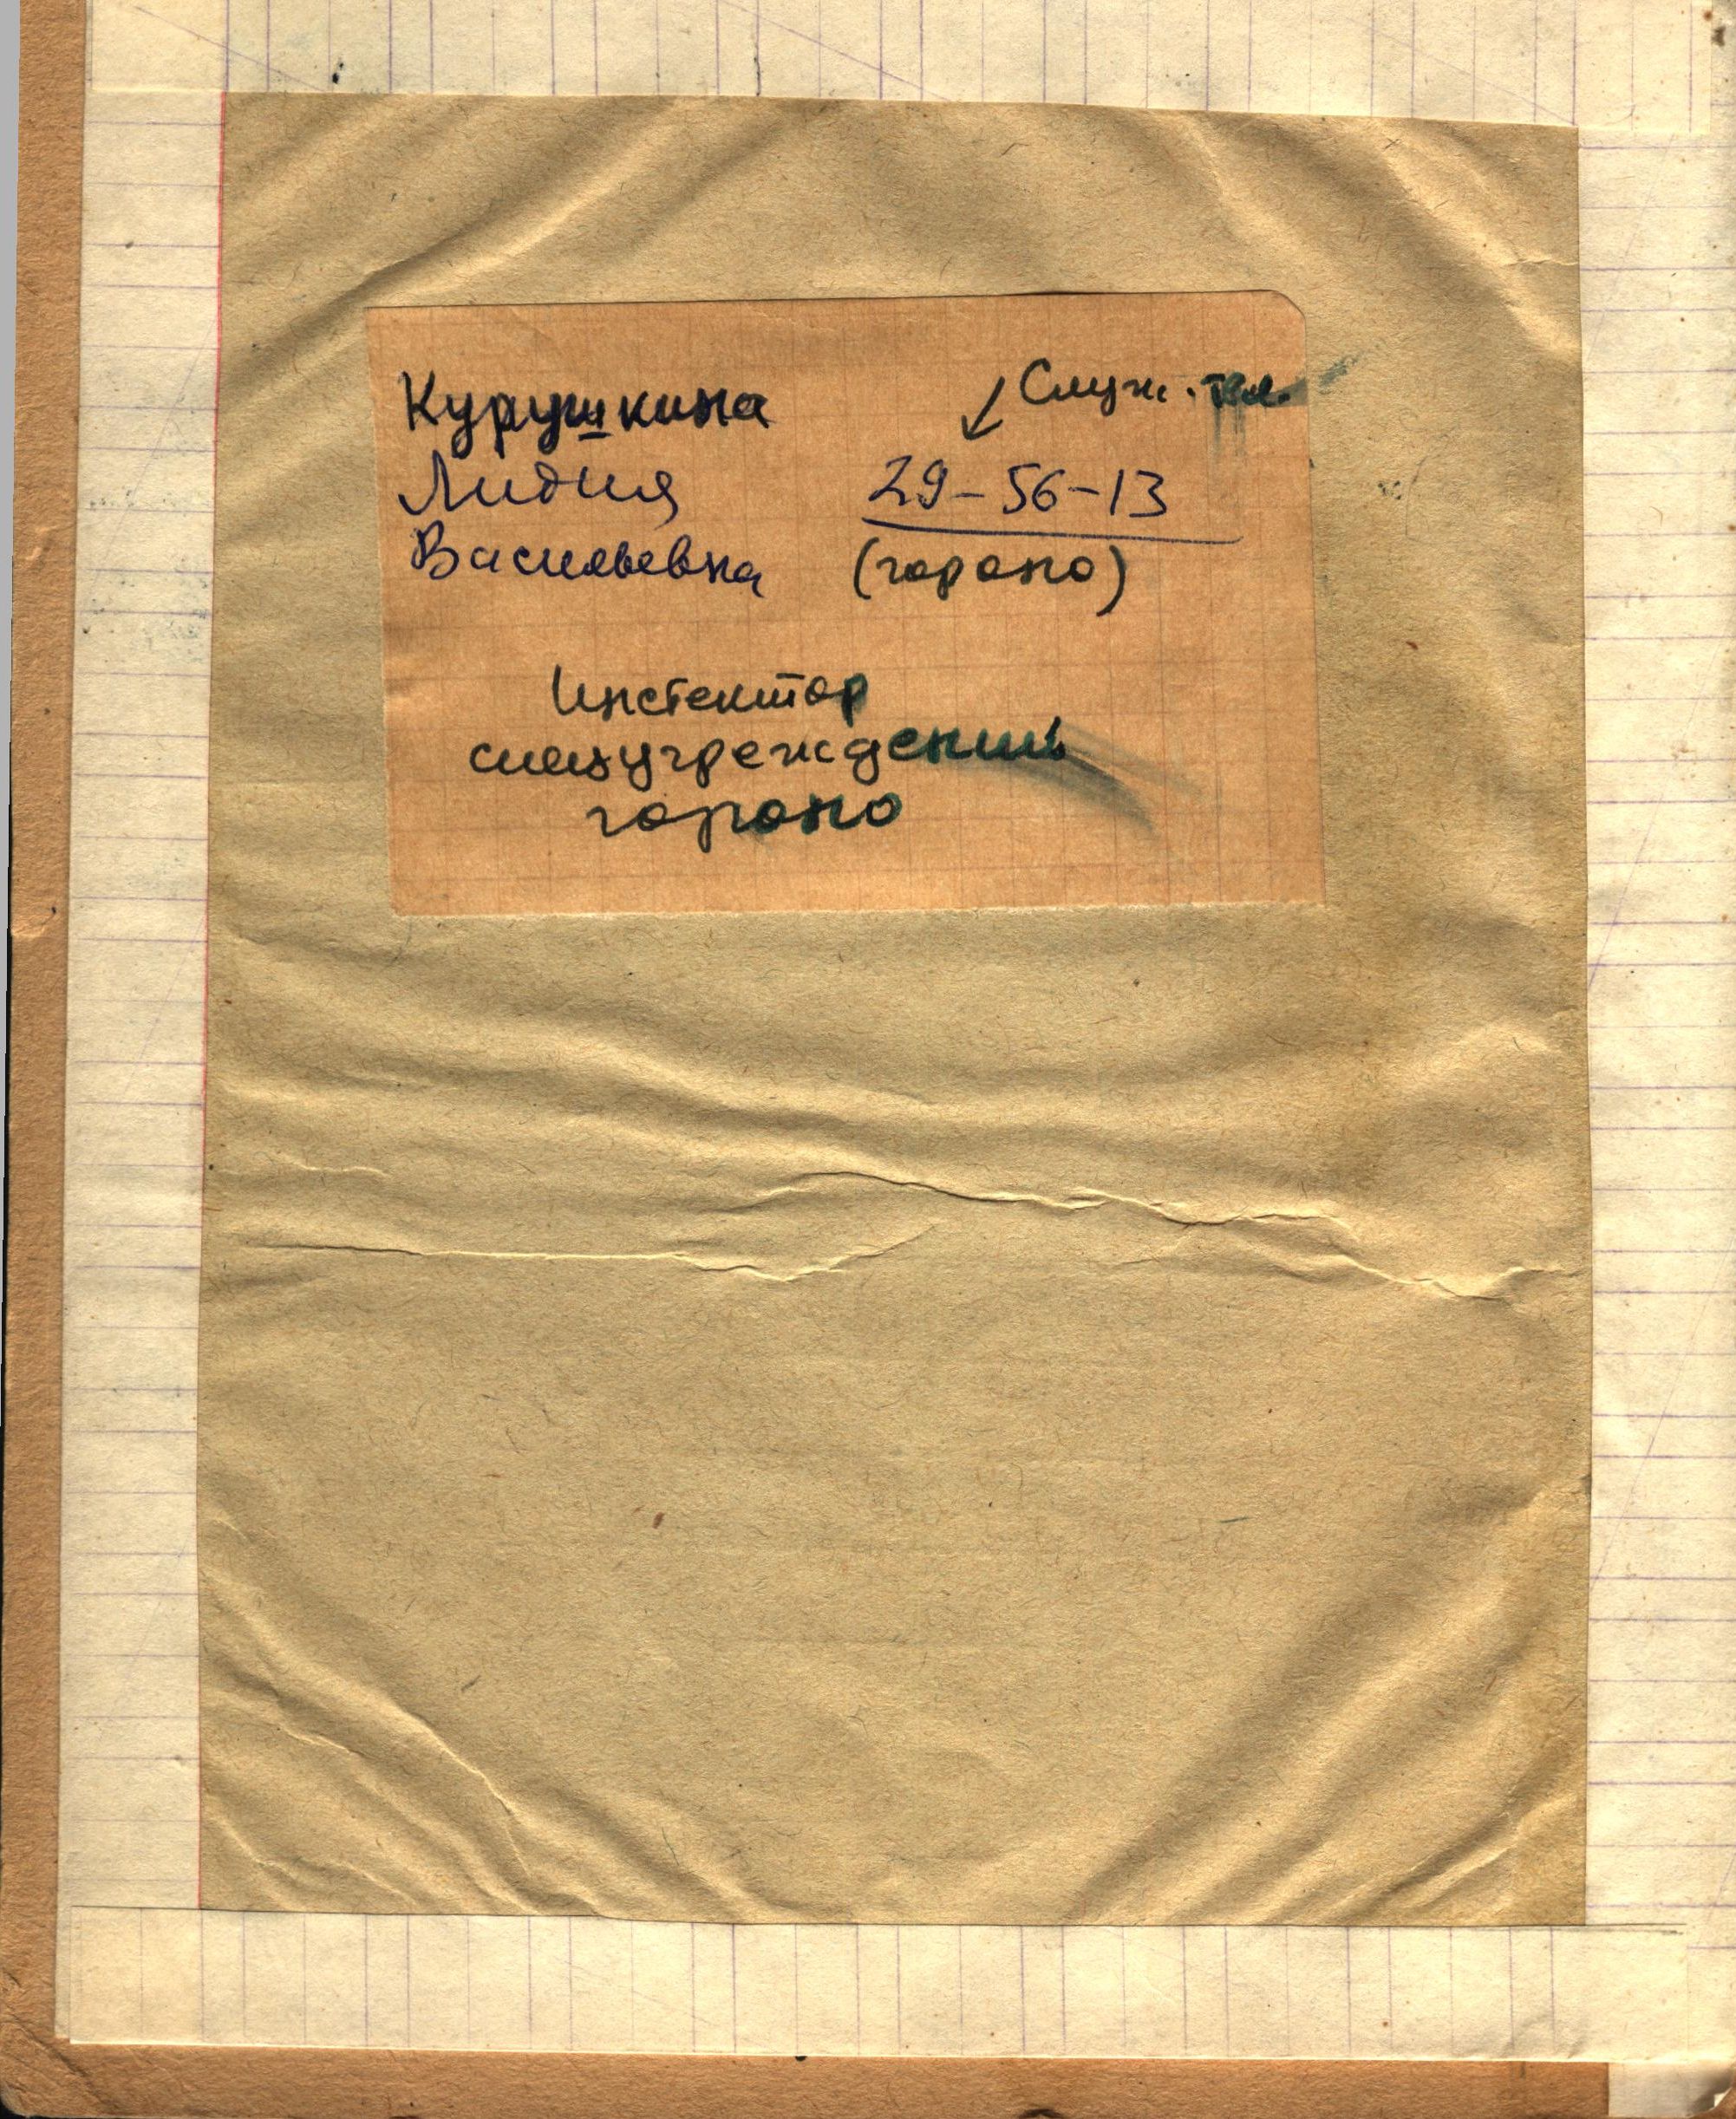 Курушкина
Служ. тел.
Лидия
29-56-13
Васильевна
(гороно)
Инспектор
спецучреждений
гороно